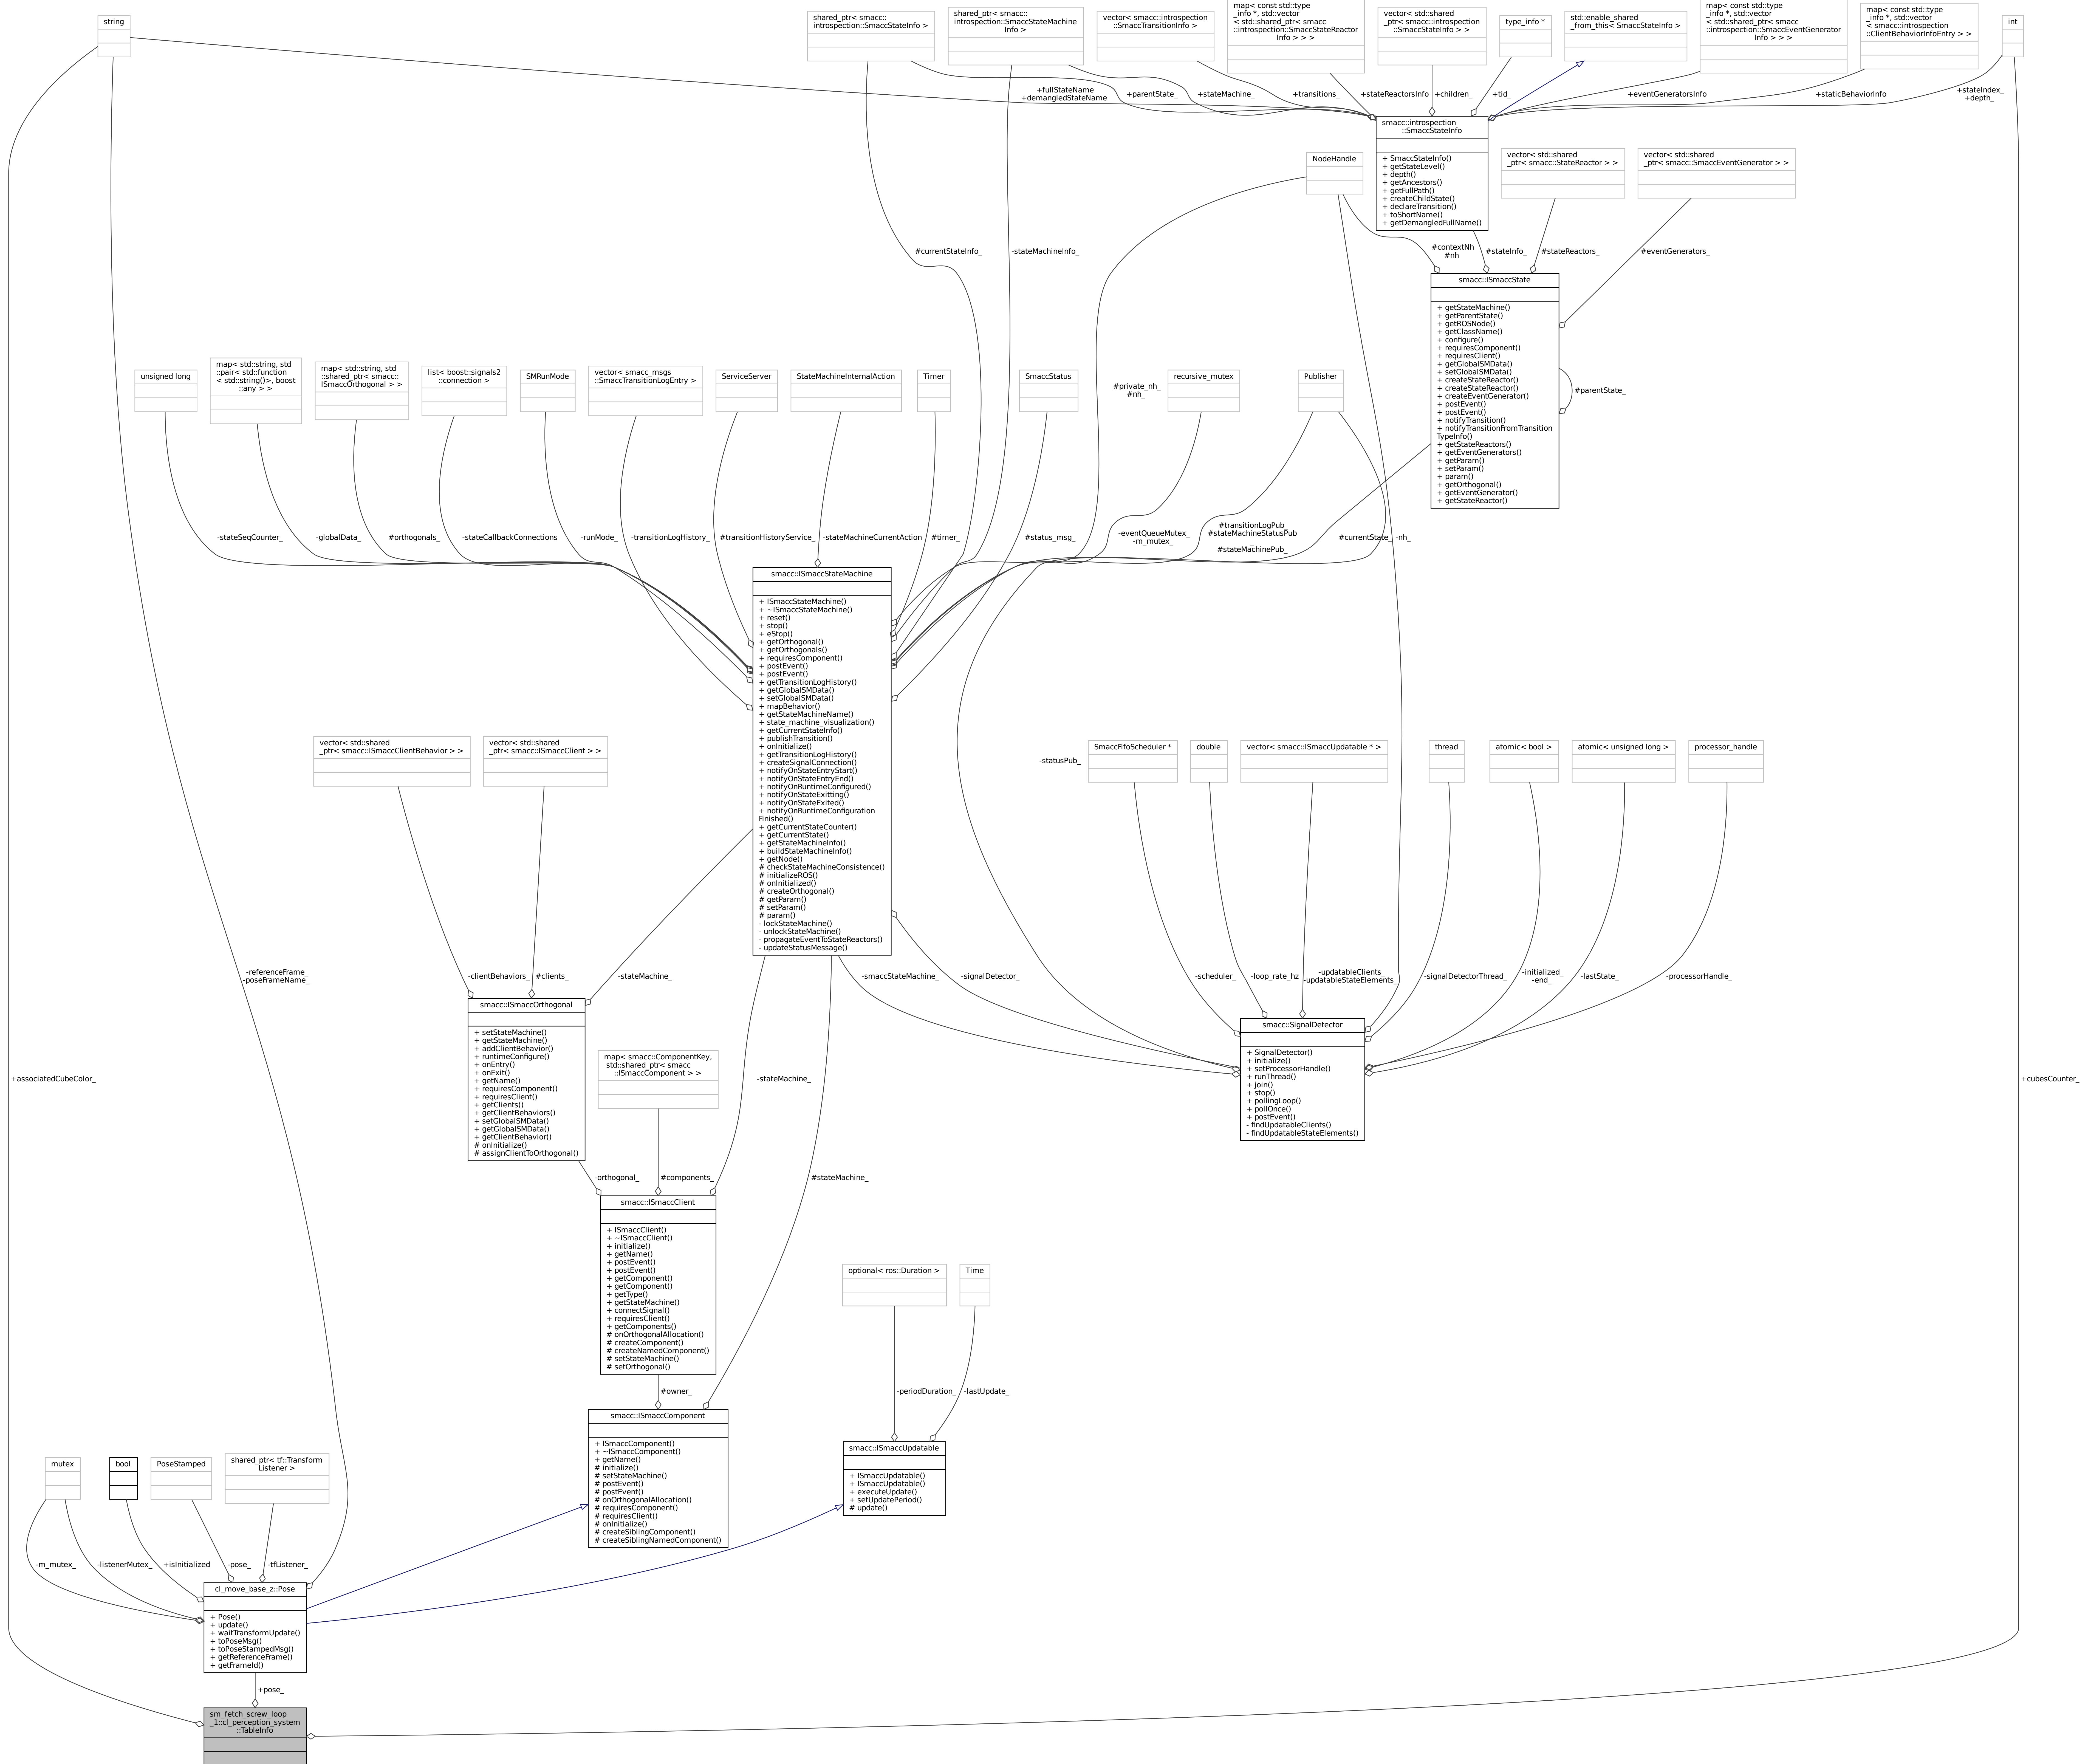 string
shared_ptr< smacc::
introspection::SmaccStateInfo >
shared_ptr< smacc::
introspection::SmaccStateMachine
Info >
vector< smacc::introspection
::SmaccTransitionInfo >
map< const std::type
_info *, std::vector
< std::shared_ptr< smacc
::introspection::SmaccStateReactor
Info > > >
vector< std::shared
_ptr< smacc::introspection
::SmaccStateInfo > >
type_info *
std::enable_shared
_from_this< SmaccStateInfo >
map< const std::type
_info *, std::vector
< std::shared_ptr< smacc
::introspection::SmaccEventGenerator
Info > > >
map< const std::type
_info *, std::vector
< smacc::introspection
::ClientBehaviorInfoEntry > >
int
+fullStateName
+demangledStateName
+parentState_
+stateMachine_
+transitions_
+stateReactorsInfo
+children_
+tid_
+eventGeneratorsInfo
+staticBehaviorInfo
+stateIndex_
+depth_
smacc::introspection
::SmaccStateInfo
+ SmaccStateInfo()
+ getStateLevel()
+ depth()
+ getAncestors()
+ getFullPath()
+ createChildState()
+ declareTransition()
+ toShortName()
+ getDemangledFullName()
NodeHandle
vector< std::shared
_ptr< smacc::StateReactor > >
vector< std::shared
_ptr< smacc::SmaccEventGenerator > >
#currentStateInfo_
-stateMachineInfo_
#contextNh
#nh
#stateInfo_
#stateReactors_
#eventGenerators_
smacc::ISmaccState
+ getStateMachine()
+ getParentState()
+ getROSNode()
+ getClassName()
+ configure()
+ requiresComponent()
+ requiresClient()
+ getGlobalSMData()
+ setGlobalSMData()
+ createStateReactor()
+ createStateReactor()
+ createEventGenerator()
+ postEvent()
+ postEvent()
+ notifyTransition()
+ notifyTransitionFromTransition
TypeInfo()
+ getStateReactors()
+ getEventGenerators()
+ getParam()
+ setParam()
+ param()
+ getOrthogonal()
+ getEventGenerator()
+ getStateReactor()
#parentState_
unsigned long
map< std::string, std
::pair< std::function
< std::string()>, boost
::any > >
map< std::string, std
::shared_ptr< smacc::
ISmaccOrthogonal > >
list< boost::signals2
::connection >
SMRunMode
vector< smacc_msgs
::SmaccTransitionLogEntry >
ServiceServer
StateMachineInternalAction
Timer
SmaccStatus
#private_nh_
#nh_
recursive_mutex
Publisher
-stateSeqCounter_
-globalData_
#orthogonals_
-stateCallbackConnections
-runMode_
-transitionLogHistory_
#transitionHistoryService_
-stateMachineCurrentAction
#timer_
#status_msg_
-eventQueueMutex_
-m_mutex_
#transitionLogPub_
#stateMachineStatusPub
_
#stateMachinePub_
#currentState_
-nh_
smacc::ISmaccStateMachine
+ ISmaccStateMachine()
+ ~ISmaccStateMachine()
+ reset()
+ stop()
+ eStop()
+ getOrthogonal()
+ getOrthogonals()
+ requiresComponent()
+ postEvent()
+ postEvent()
+ getTransitionLogHistory()
+ getGlobalSMData()
+ setGlobalSMData()
+ mapBehavior()
+ getStateMachineName()
+ state_machine_visualization()
+ getCurrentStateInfo()
+ publishTransition()
+ onInitialize()
+ getTransitionLogHistory()
+ createSignalConnection()
+ notifyOnStateEntryStart()
+ notifyOnStateEntryEnd()
+ notifyOnRuntimeConfigured()
+ notifyOnStateExitting()
+ notifyOnStateExited()
+ notifyOnRuntimeConfiguration
Finished()
+ getCurrentStateCounter()
+ getCurrentState()
+ getStateMachineInfo()
+ buildStateMachineInfo()
+ getNode()
# checkStateMachineConsistence()
# initializeROS()
# onInitialized()
# createOrthogonal()
# getParam()
# setParam()
# param()
- lockStateMachine()
- unlockStateMachine()
- propagateEventToStateReactors()
- updateStatusMessage()
vector< std::shared
_ptr< smacc::ISmaccClientBehavior > >
vector< std::shared
_ptr< smacc::ISmaccClient > >
-statusPub_
SmaccFifoScheduler *
double
vector< smacc::ISmaccUpdatable * >
thread
atomic< bool >
atomic< unsigned long >
processor_handle
-referenceFrame_
-poseFrameName_
-clientBehaviors_
#clients_
-stateMachine_
-smaccStateMachine_
-signalDetector_
-scheduler_
-loop_rate_hz
-updatableClients_
-updatableStateElements_
-signalDetectorThread_
-initialized_
-end_
-lastState_
-processorHandle_
smacc::ISmaccOrthogonal
+ setStateMachine()
+ getStateMachine()
+ addClientBehavior()
+ runtimeConfigure()
+ onEntry()
+ onExit()
+ getName()
+ requiresComponent()
+ requiresClient()
+ getClients()
+ getClientBehaviors()
+ setGlobalSMData()
+ getGlobalSMData()
+ getClientBehavior()
# onInitialize()
# assignClientToOrthogonal()
smacc::SignalDetector
+ SignalDetector()
+ initialize()
+ setProcessorHandle()
+ runThread()
+ join()
+ stop()
+ pollingLoop()
+ pollOnce()
+ postEvent()
- findUpdatableClients()
- findUpdatableStateElements()
map< smacc::ComponentKey,
std::shared_ptr< smacc
::ISmaccComponent > >
+associatedCubeColor_
-stateMachine_
+cubesCounter_
-orthogonal_
#components_
#stateMachine_
smacc::ISmaccClient
+ ISmaccClient()
+ ~ISmaccClient()
+ initialize()
+ getName()
+ postEvent()
+ postEvent()
+ getComponent()
+ getComponent()
+ getType()
+ getStateMachine()
+ connectSignal()
+ requiresClient()
+ getComponents()
# onOrthogonalAllocation()
# createComponent()
# createNamedComponent()
# setStateMachine()
# setOrthogonal()
optional< ros::Duration >
Time
#owner_
-periodDuration_
-lastUpdate_
smacc::ISmaccComponent
+ ISmaccComponent()
+ ~ISmaccComponent()
+ getName()
# initialize()
# setStateMachine()
# postEvent()
# postEvent()
# onOrthogonalAllocation()
# requiresComponent()
# requiresClient()
# onInitialize()
# createSiblingComponent()
# createSiblingNamedComponent()
smacc::ISmaccUpdatable
+ ISmaccUpdatable()
+ ISmaccUpdatable()
+ executeUpdate()
+ setUpdatePeriod()
# update()
mutex
bool
PoseStamped
shared_ptr< tf::Transform
Listener >
-m_mutex_
-listenerMutex_
+isInitialized
-pose_
-tfListener_
cl_move_base_z::Pose
+ Pose()
+ update()
+ waitTransformUpdate()
+ toPoseMsg()
+ toPoseStampedMsg()
+ getReferenceFrame()
+ getFrameId()
+pose_
sm_fetch_screw_loop
_1::cl_perception_system
::TableInfo